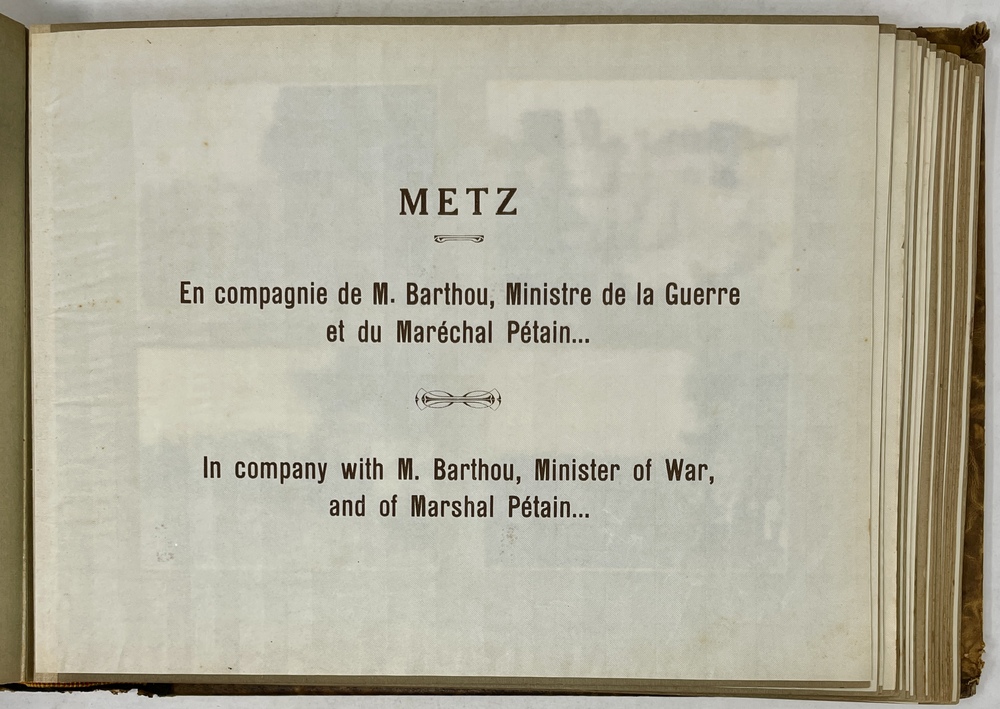 METZ
En compagnie de M. Barthou, Ministre de la Guerre
et du Maréchal Pétain...
In company with M. Barthou, Minister of War,
and of Marshal Pétain...